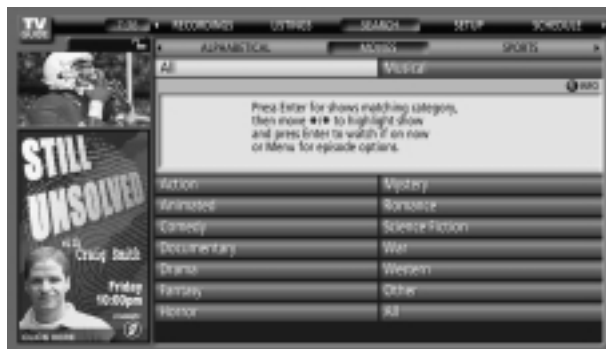 TV
GUIDE
RECORDINGS LISTINGS SEARCH SETUP SCHEDULE
ALPHABETICAL MOVIES SPORTS
All Musical
INFO
Press Enter for shows matching category,
then move to highlight show
and press Enter to watch if on now
or Menu for episode options.
Action Mystery
Animated Romance
Comedy Science Fiction
Documentary War
Drama Western
Fantasy Other
Horror All
STILL
UNSOLVED
with
Craig Smith
Friday
10:00pm
CLICK HERE